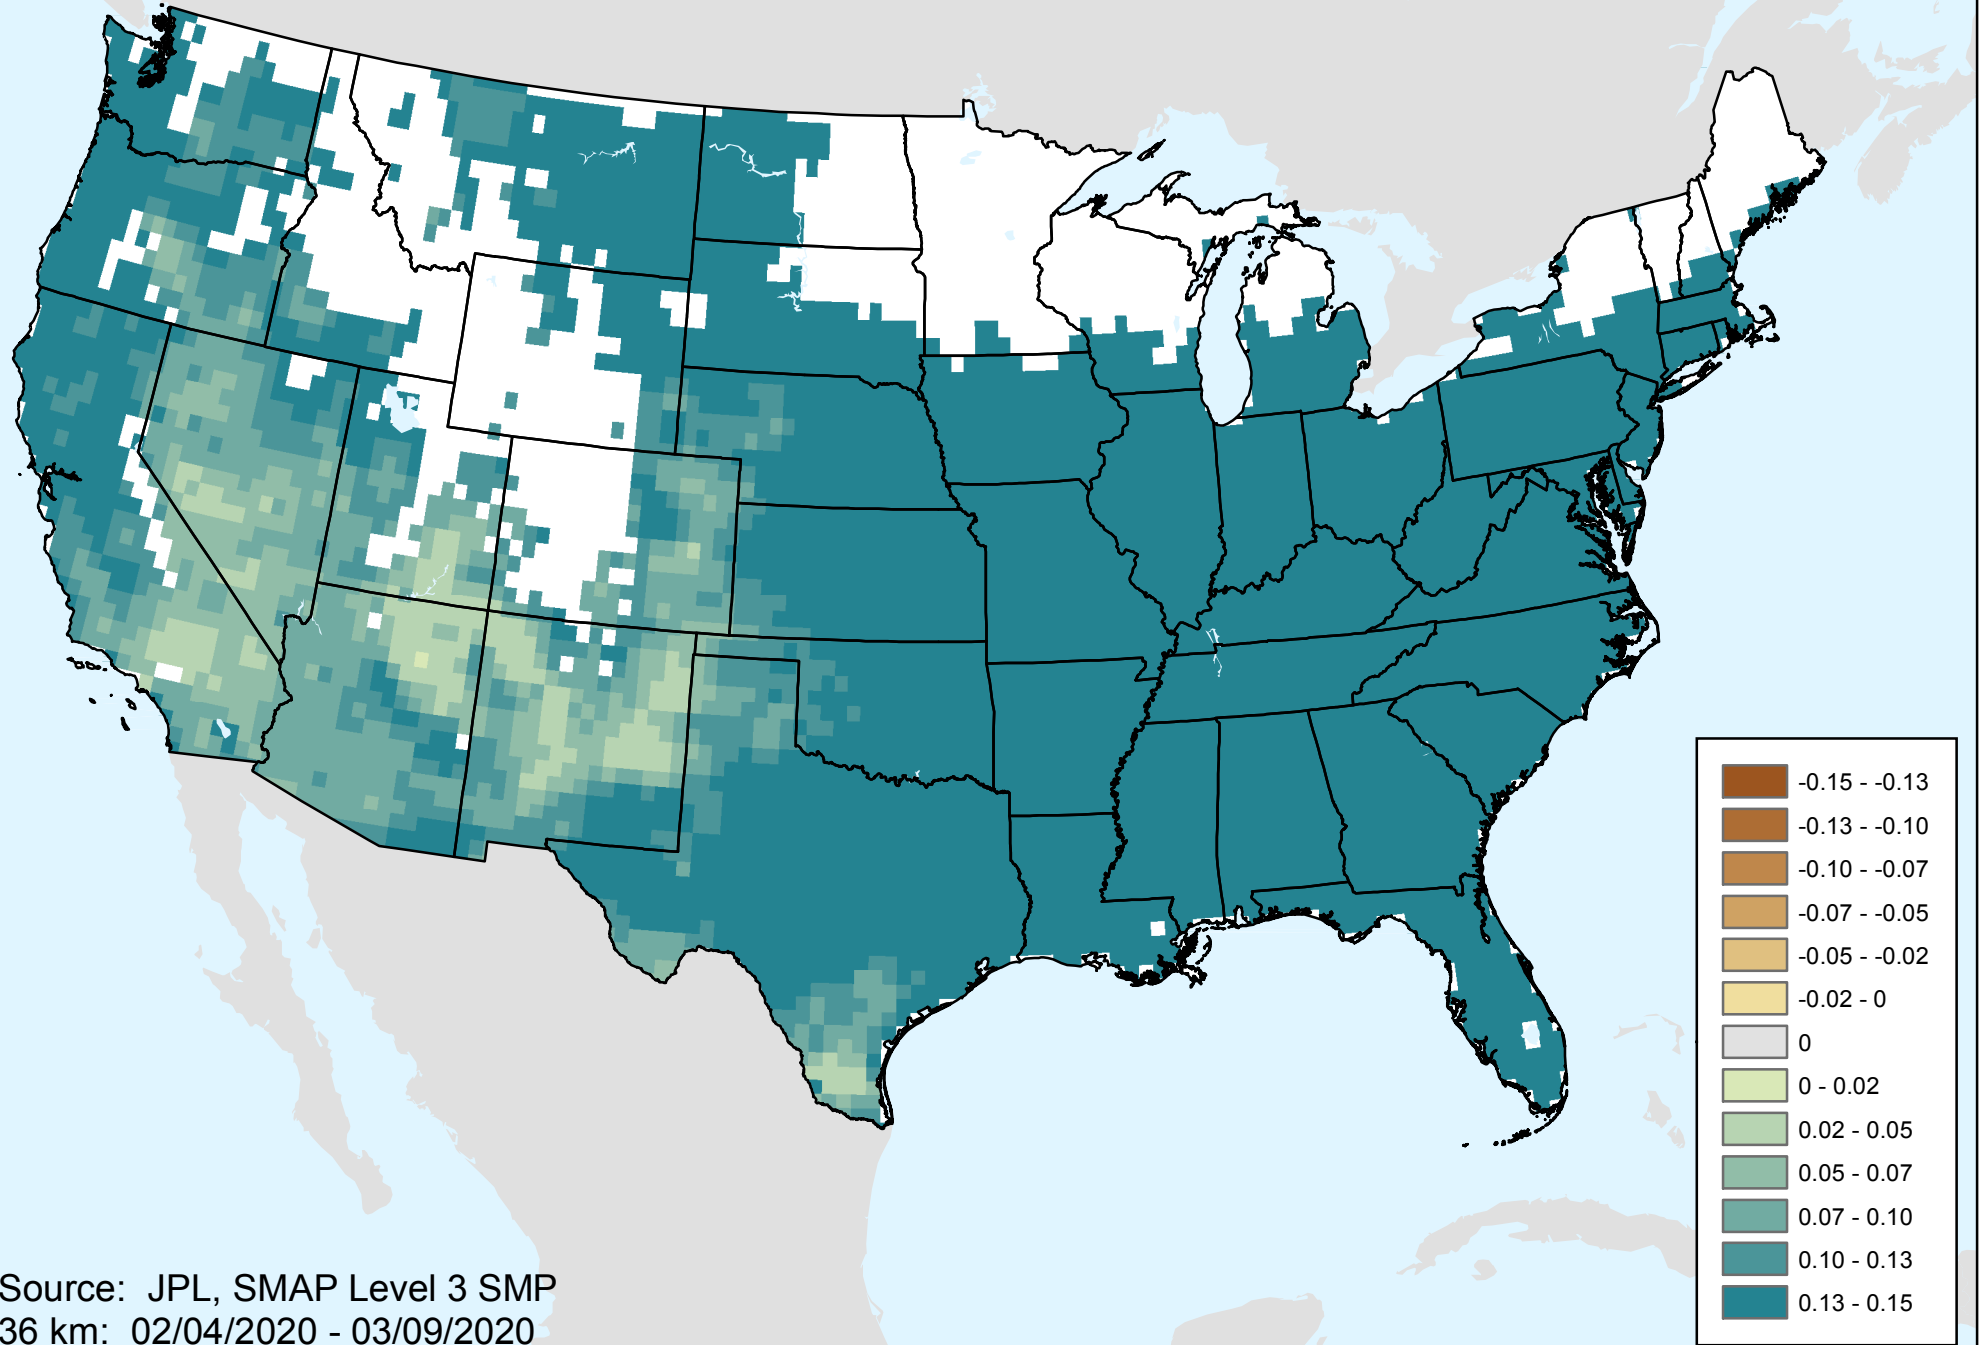 -0.15 - -0.13
-0.13 - -0.10
-0.10 - -0.07
-0.07 - -0.05
-0.05 - -0.02
-0.02 - 0
0
0 - 0.02
0.02 - 0.05
0.05 - 0.07
0.07 - 0.10
0.10 - 0.13
0.13 - 0.15
Source: JPL, SMAP Level 3 SMP
36 km: 02/04/2020 - 03/09/2020